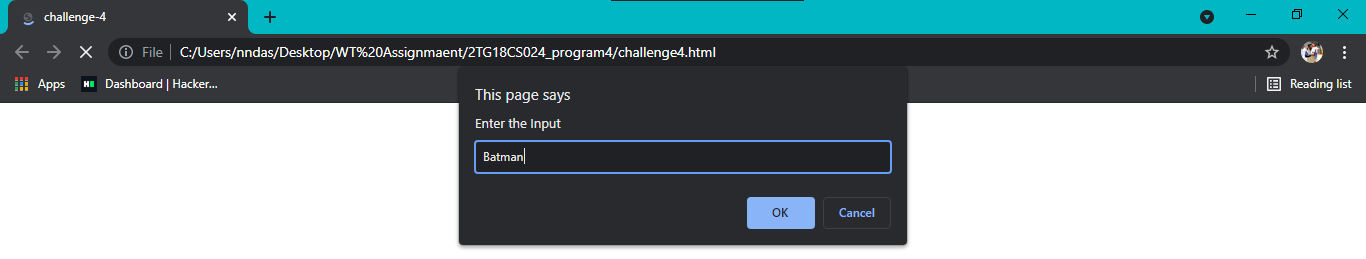 challenge-4
File C:/Users/nndas/Desktop/WT%20Assignmaent/2TG18CS024_program4/challenge4.html
Apps Dashboard | Hacker... Reading list
This page says
Enter the Input
Batman
OK Cancel